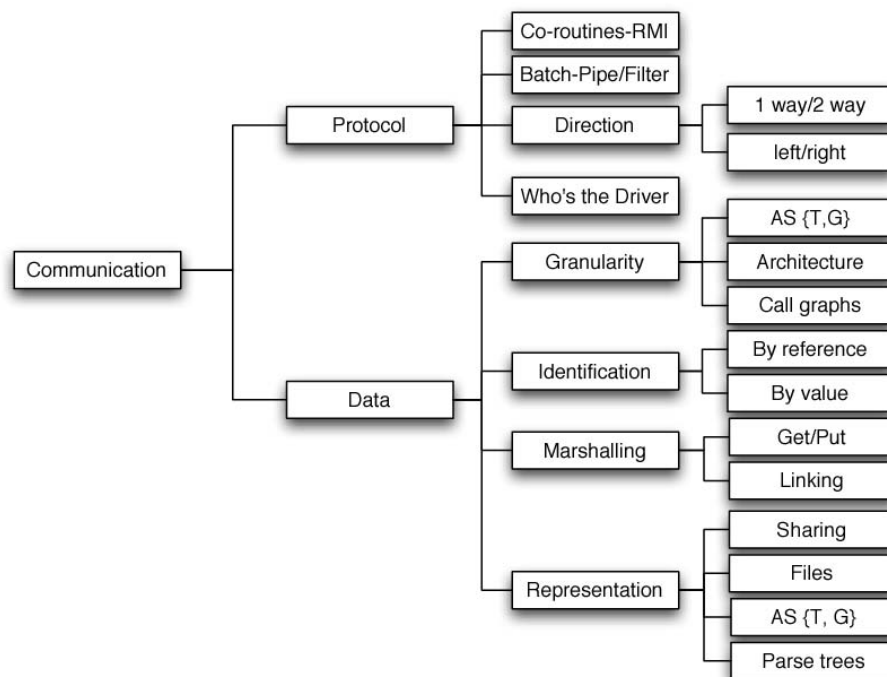 Co-routines-RMI
Batch-Pipe/Filter
1 way/2 way
Protocol
Direction
left/right
Who's the Driver
AS {T,G}
Communication
Granularity
Architecture
Call graphs
By reference
Identification
Data
By value
Get/Put
Marshalling
Linking
Sharing
Files
Representation
AS {T, G}
Parse trees